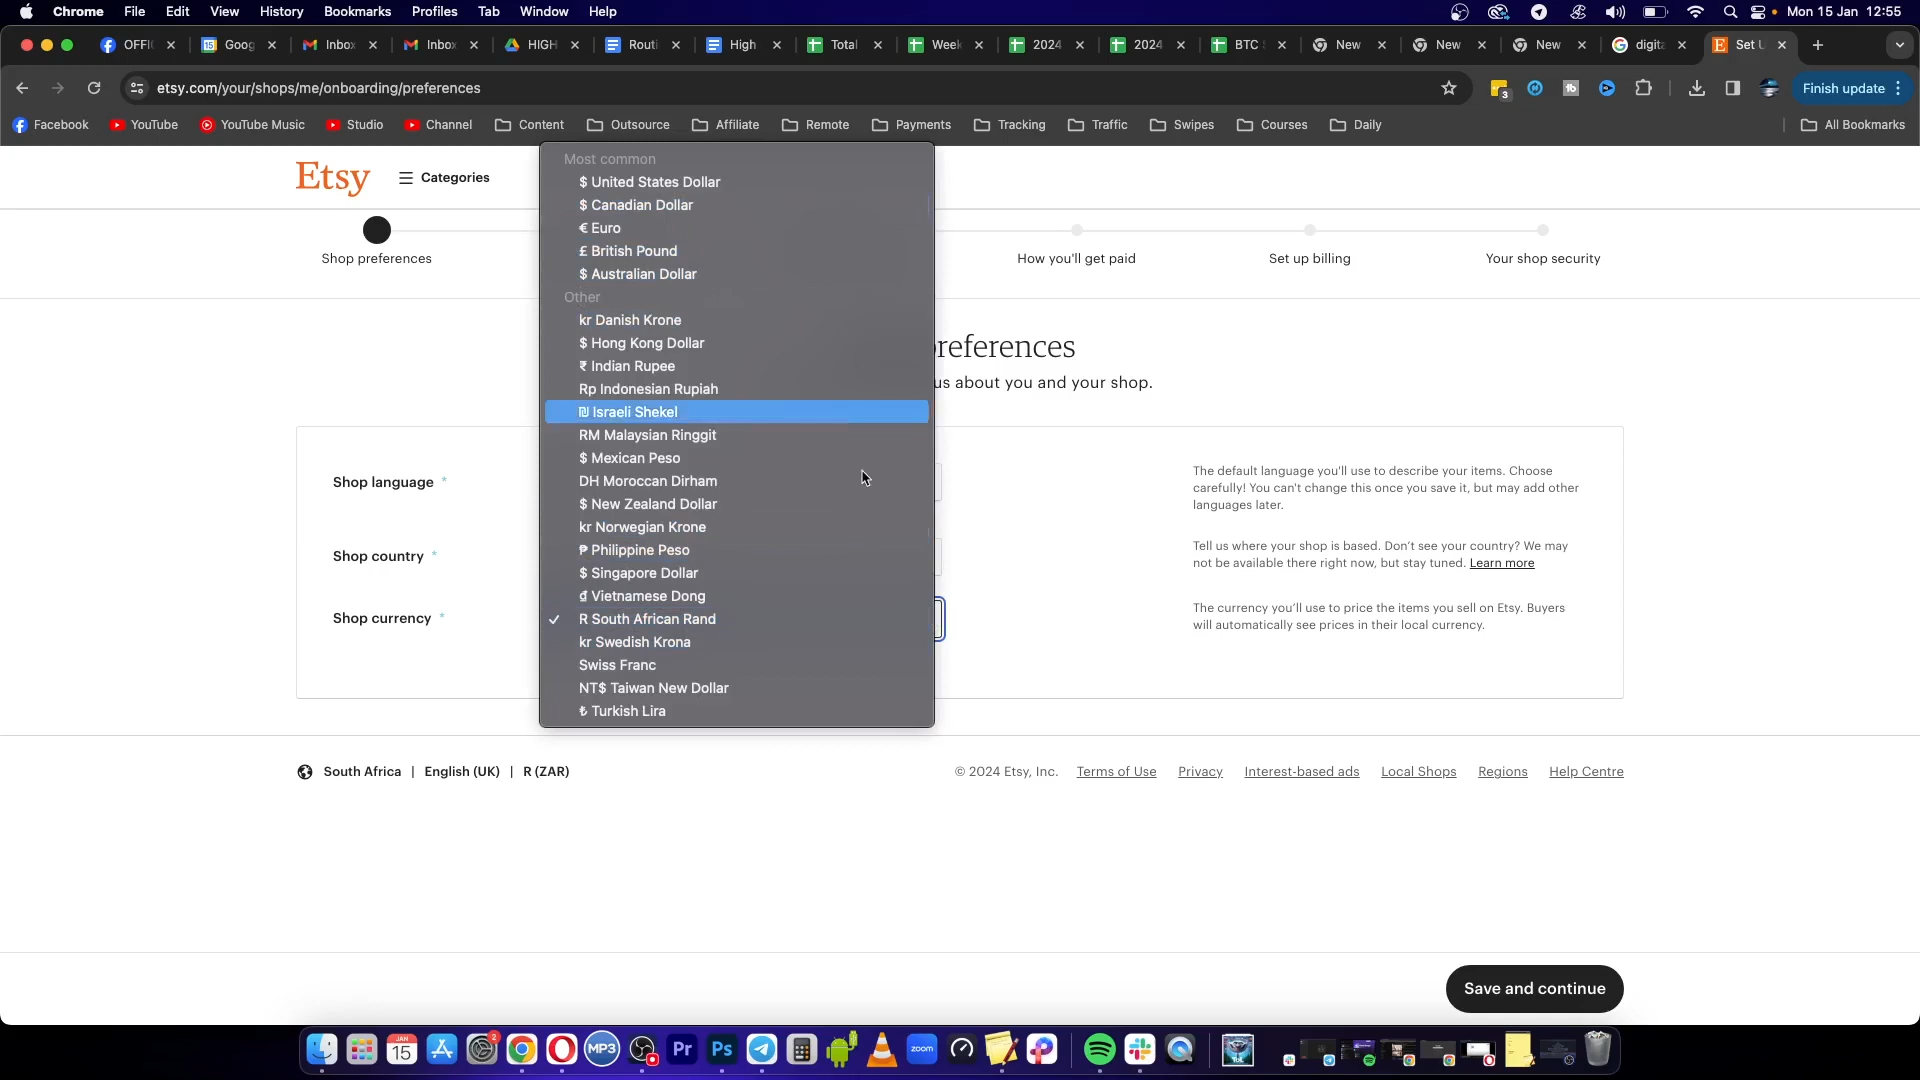 Chrome File Edit View History Bookmarks Profiles Tab Window Help Mon 15 Jan 12:55
OFFI Goog Inbox Inbox HIGH Routi High Total Week 2024 2024 BTC New New New digita Set U
etsy.com/your/shops/me/onboarding/preferences 3 Finish update
Facebook YouTube YouTube Music Studio Channel Content Outsource Affiliate Remote Payments Tracking Traffic Swipes Courses Daily All Bookmarks
Etsy Categories
Shop preferences How you'll get paid Set up billing Your shop security
Most common
$ United States Dollar
$ Canadian Dollar
€ Euro
£ British Pound
$ Australian Dollar
Other
kr Danish Krone
$ Hong Kong Dollar
₹ Indian Rupee
Rp Indonesian Rupiah
₪ Israeli Shekel
RM Malaysian Ringgit
$ Mexican Peso
DH Moroccan Dirham
$ New Zealand Dollar
kr Norwegian Krone
₱ Philippine Peso
$ Singapore Dollar
₫ Vietnamese Dong
✓ R South African Rand
kr Swedish Krona
Swiss Franc
NT$ Taiwan New Dollar
₺ Turkish Lira
preferences
us about you and your shop.
Shop language *
The default language you'll use to describe your items. Choose
carefully! You can't change this once you save it, but may add other
languages later.
Shop country *
Tell us where your shop is based. Don't see your country? We may
not be available there right now, but stay tuned. Learn more
Shop currency *
The currency you'll use to price the items you sell on Etsy. Buyers
will automatically see prices in their local currency.
South Africa | English (UK) | R (ZAR)
© 2024 Etsy, Inc. Terms of Use Privacy Interest-based ads Local Shops Regions Help Centre
Save and continue
JAN 15 2 MP3 Pr Ps zoom